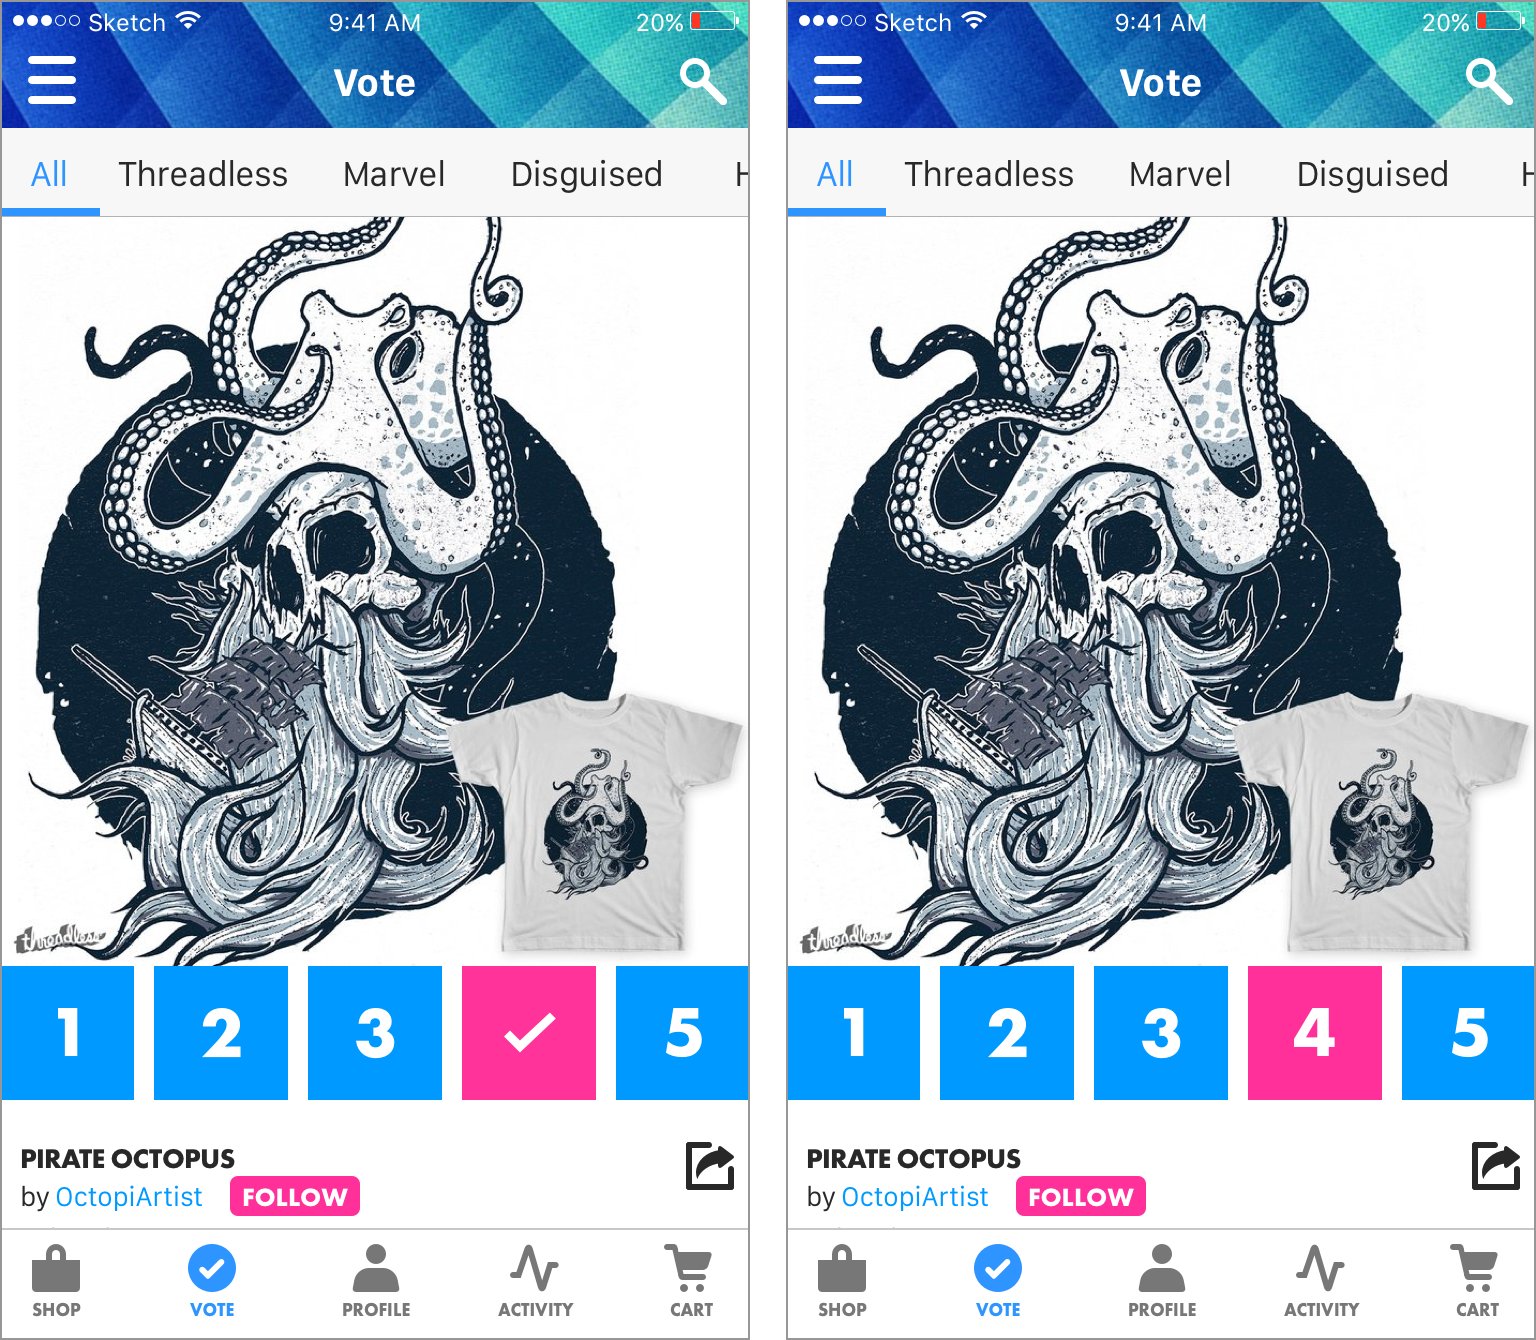 Sketch 9:41 AM 20%
Vote
All Threadless Marvel Disguised H
threadless
1 2 3 5
PIRATE OCTOPUS
by OctopiArtist FOLLOW
SHOP VOTE PROFILE ACTIVITY CART
Sketch 9:41 AM 20%
Vote
All Threadless Marvel Disguised H
threadless
1 2 3 4 5
PIRATE OCTOPUS
by OctopiArtist FOLLOW
SHOP VOTE PROFILE ACTIVITY CART